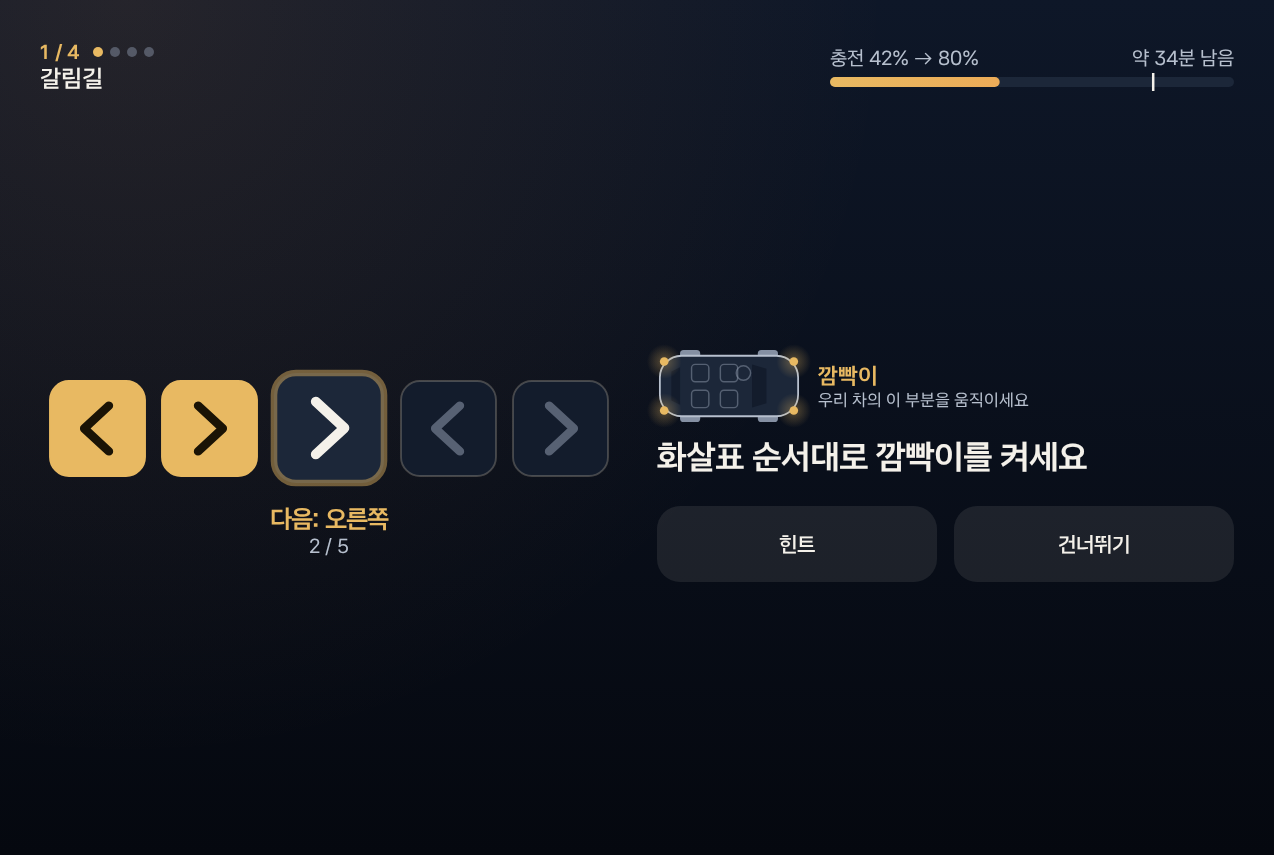 1 / 4
갈림길
충전 42% → 80%
약 34분 남음
다음: 오른쪽
2 / 5
깜빡이
우리 차의 이 부분을 움직이세요
화살표 순서대로 깜빡이를 켜세요
힌트
건너뛰기